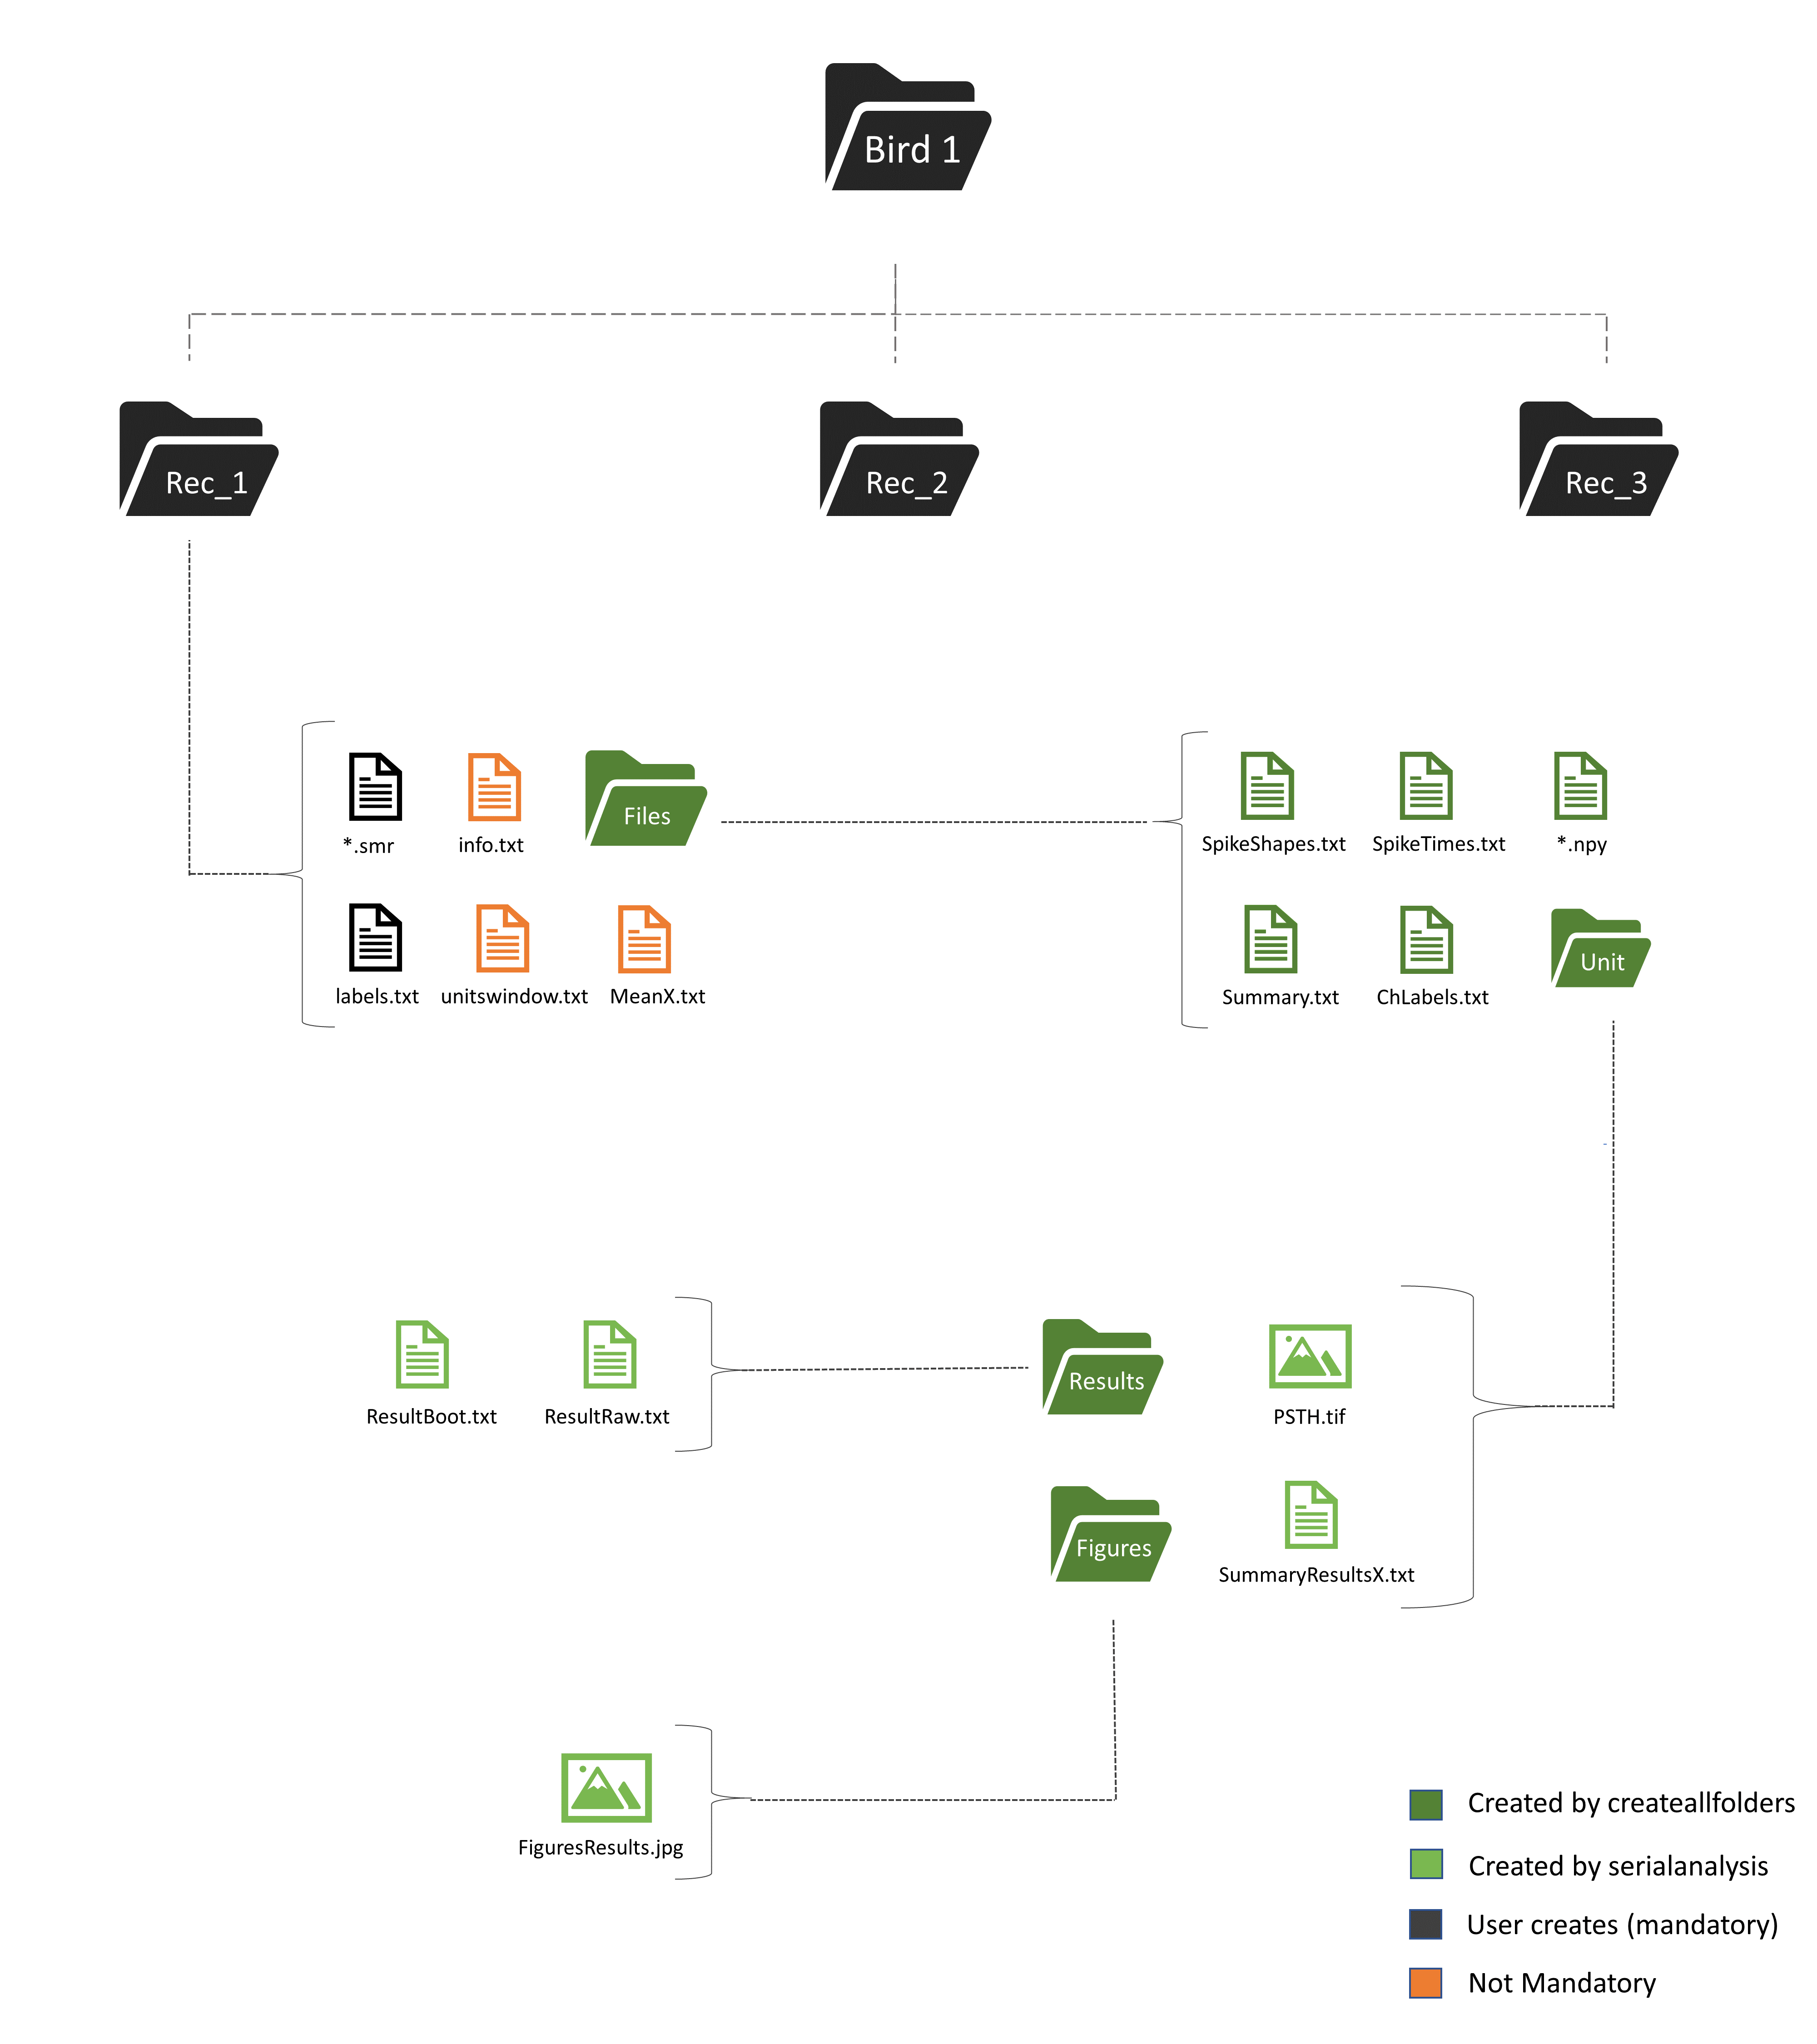 Bird 1
Rec_1
Rec_2
Rec_3
*.smr
info.txt
Files
labels.txt
unitswindow.txt
MeanX.txt
SpikeShapes.txt
SpikeTimes.txt
*.npy
Summary.txt
ChLabels.txt
Unit
ResultBoot.txt
ResultRaw.txt
Results
PSTH.tif
Figures
SummaryResultsX.txt
FiguresResults.jpg
Created by createallfolders
Created by serialanalysis
User creates (mandatory)
Not Mandatory